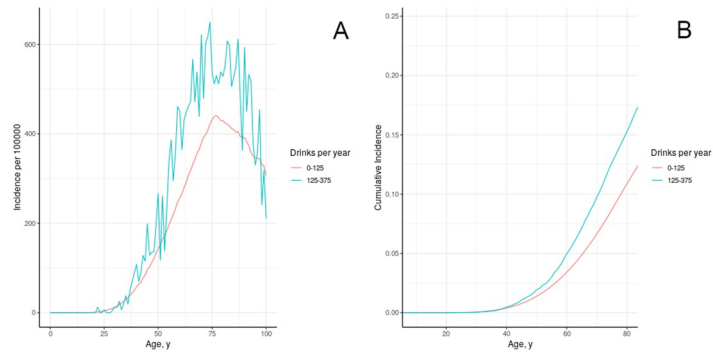 A
600
400
200
0
Incidence per 100000
0 25 50 75 100
Age, y
Drinks per year
0-125
125-375
B
0.25
0.20
0.15
0.10
0.05
0.00
Cumulative Incidence
20 40 60 80
Age, y
Drinks per year
0-125
125-375